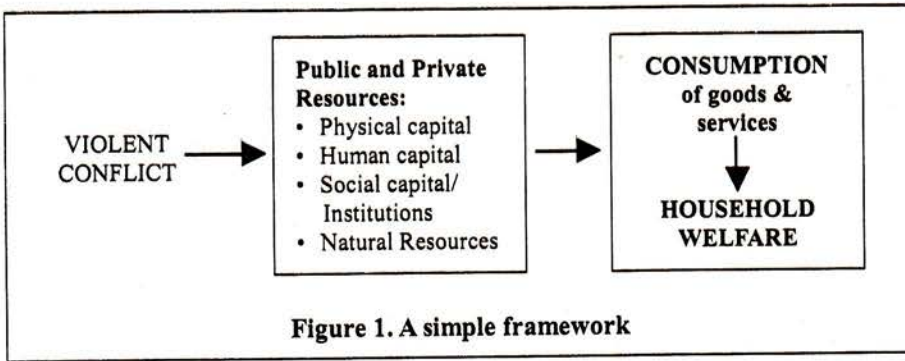 VIOLENT
CONFLICT
Public and Private
Resources:
• Physical capital
• Human capital
• Social capital/
Institutions
• Natural Resources
CONSUMPTION
of goods &
services
HOUSEHOLD
WELFARE
Figure 1. A simple framework